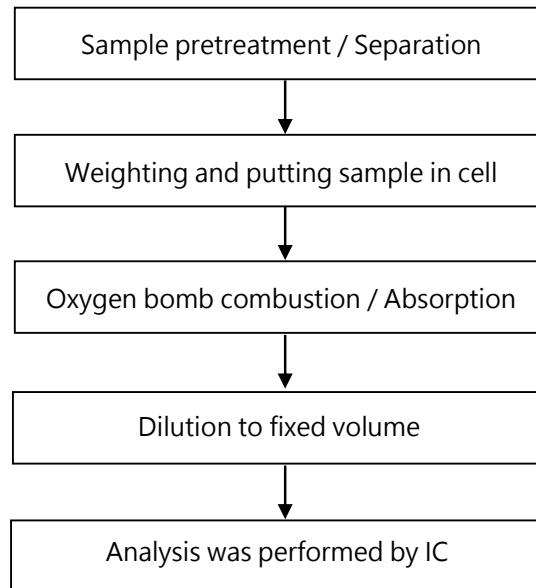 Sample pretreatment / Separation
Weighting and putting sample in cell
Oxygen bomb combustion / Absorption
Dilution to fixed volume
Analysis was performed by IC